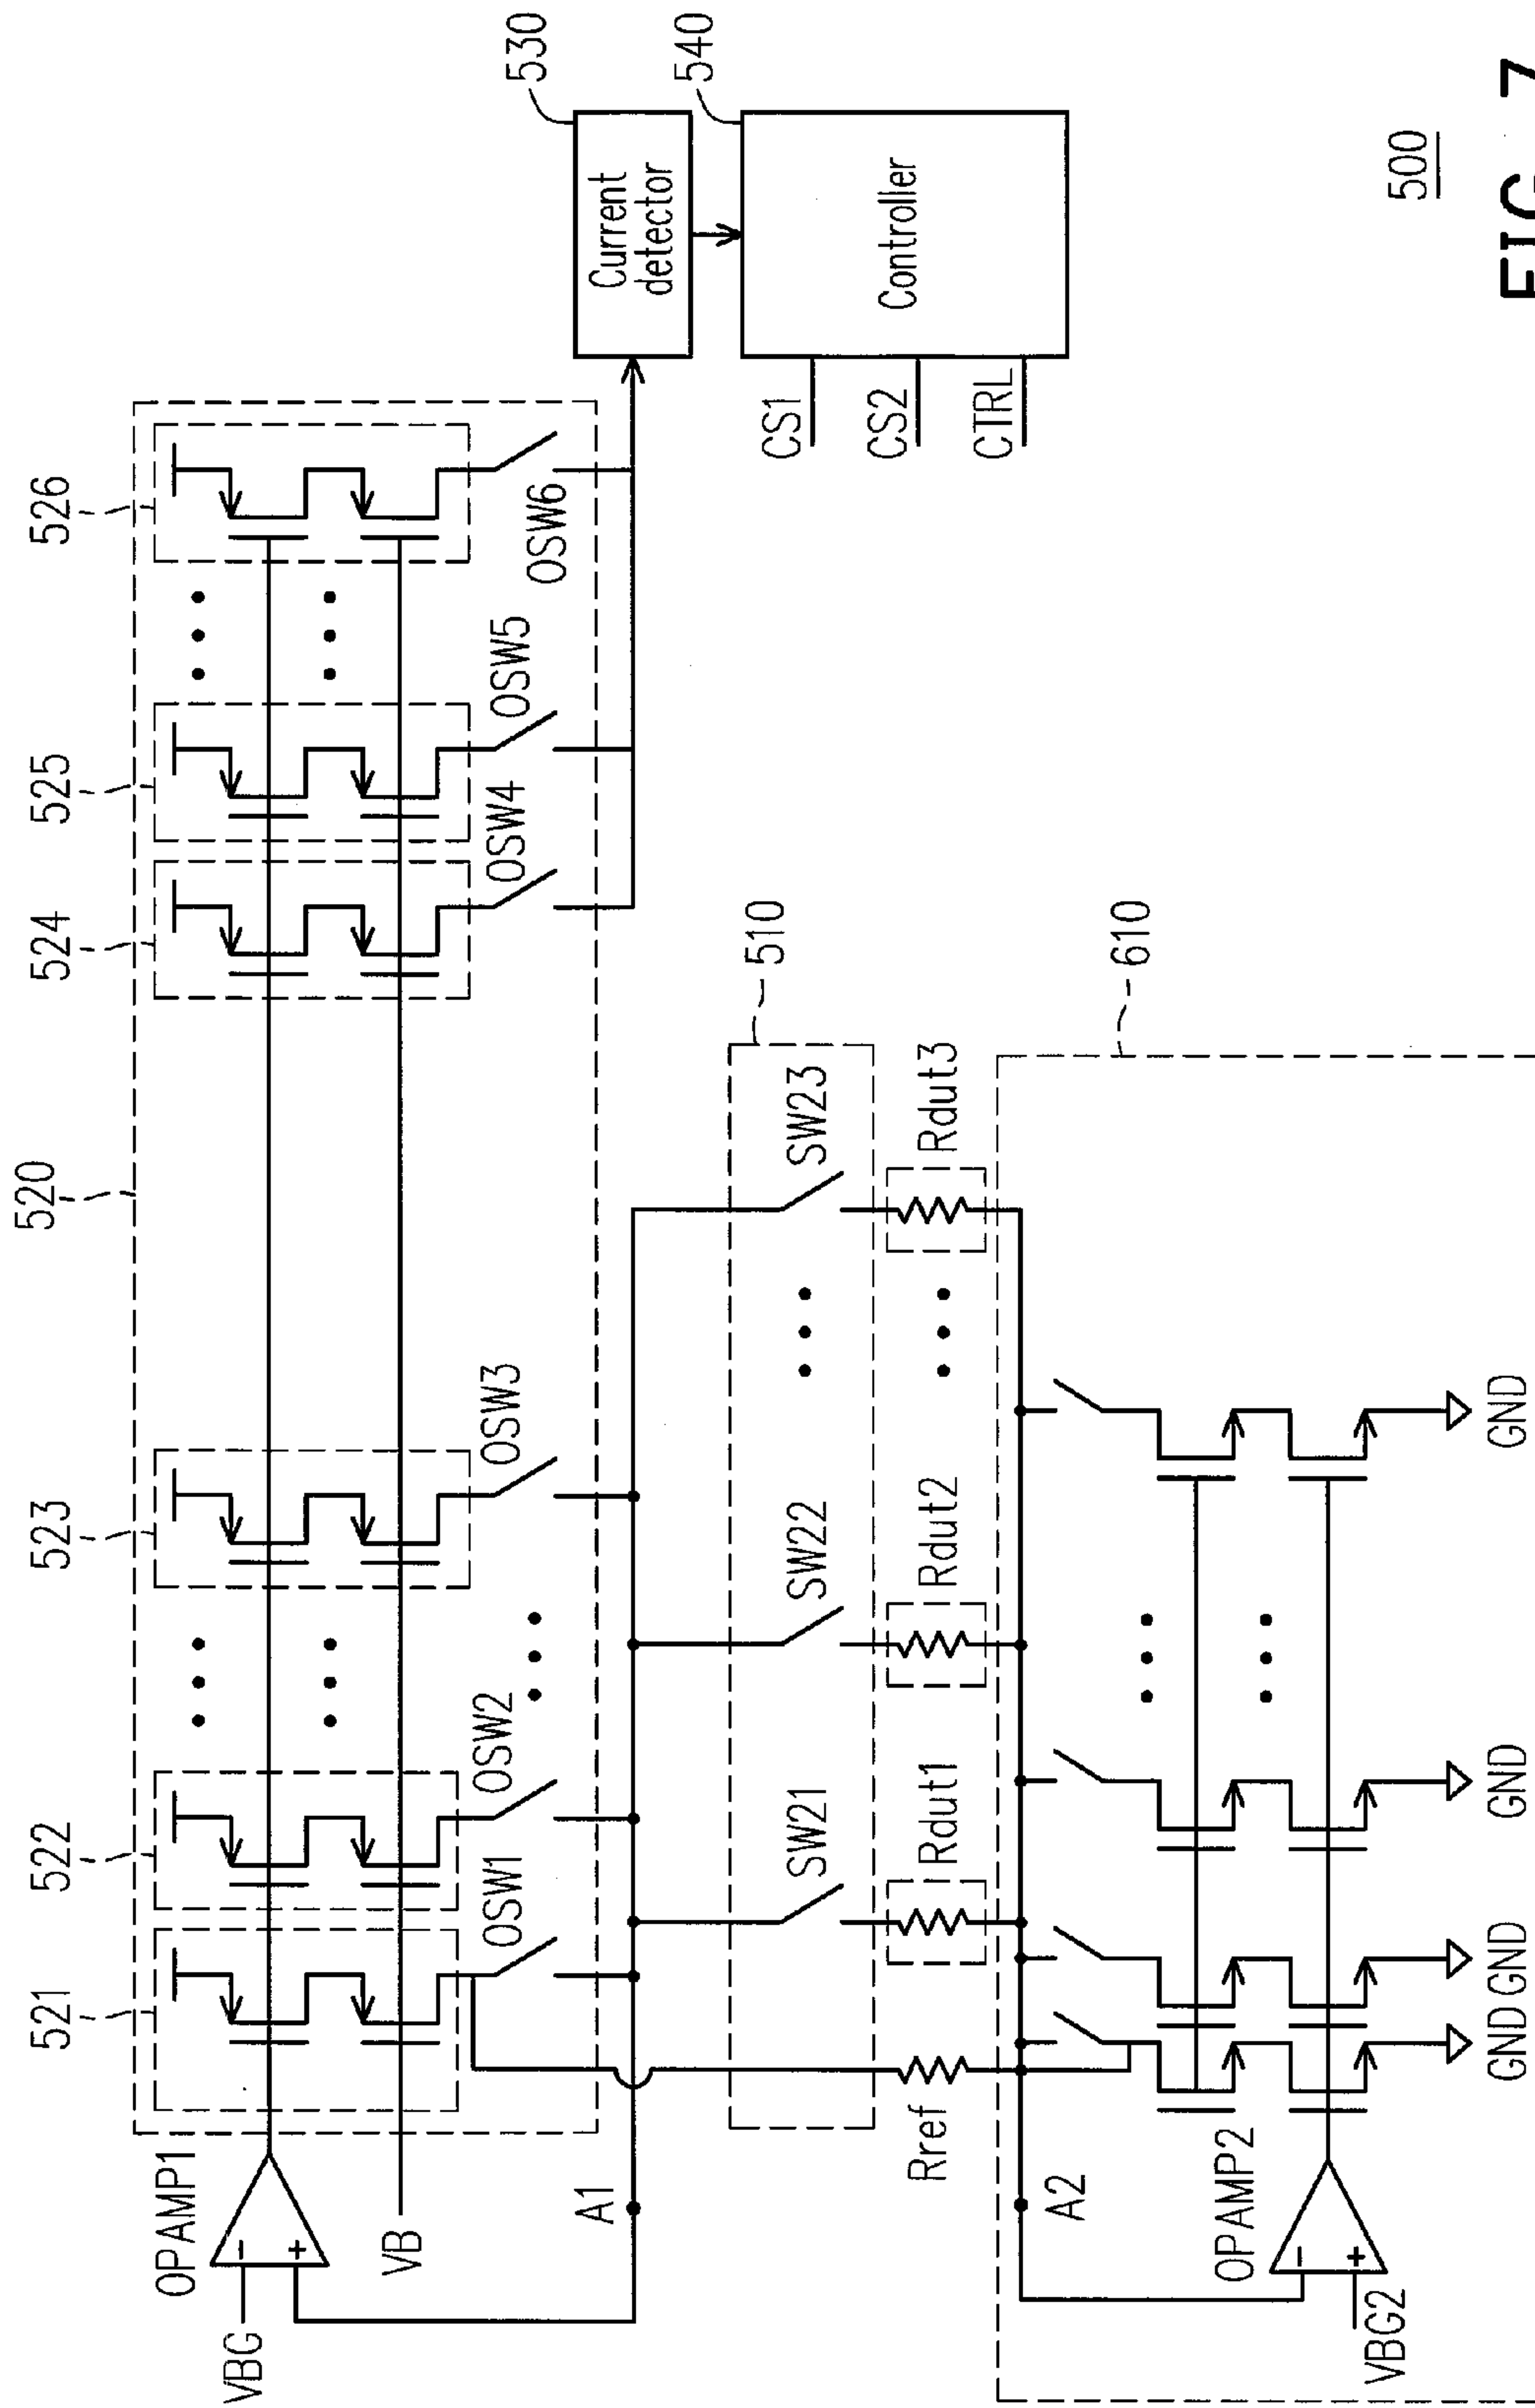 520
521
522
523
524
525
526
OPAMP1
VBG
-
+
VB
OSW1
OSW2
OSW3
OSW4
OSW5
OSW6
A1
530
Current
detector
540
Controller
CS1
CS2
CTRL
510
SW21
SW22
SW23
Rref
Rdut1
Rdut2
Rdut3
610
A2
OPAMP2
-
+
VBG2
GND
GND
GND
GND
500
FIG. 7